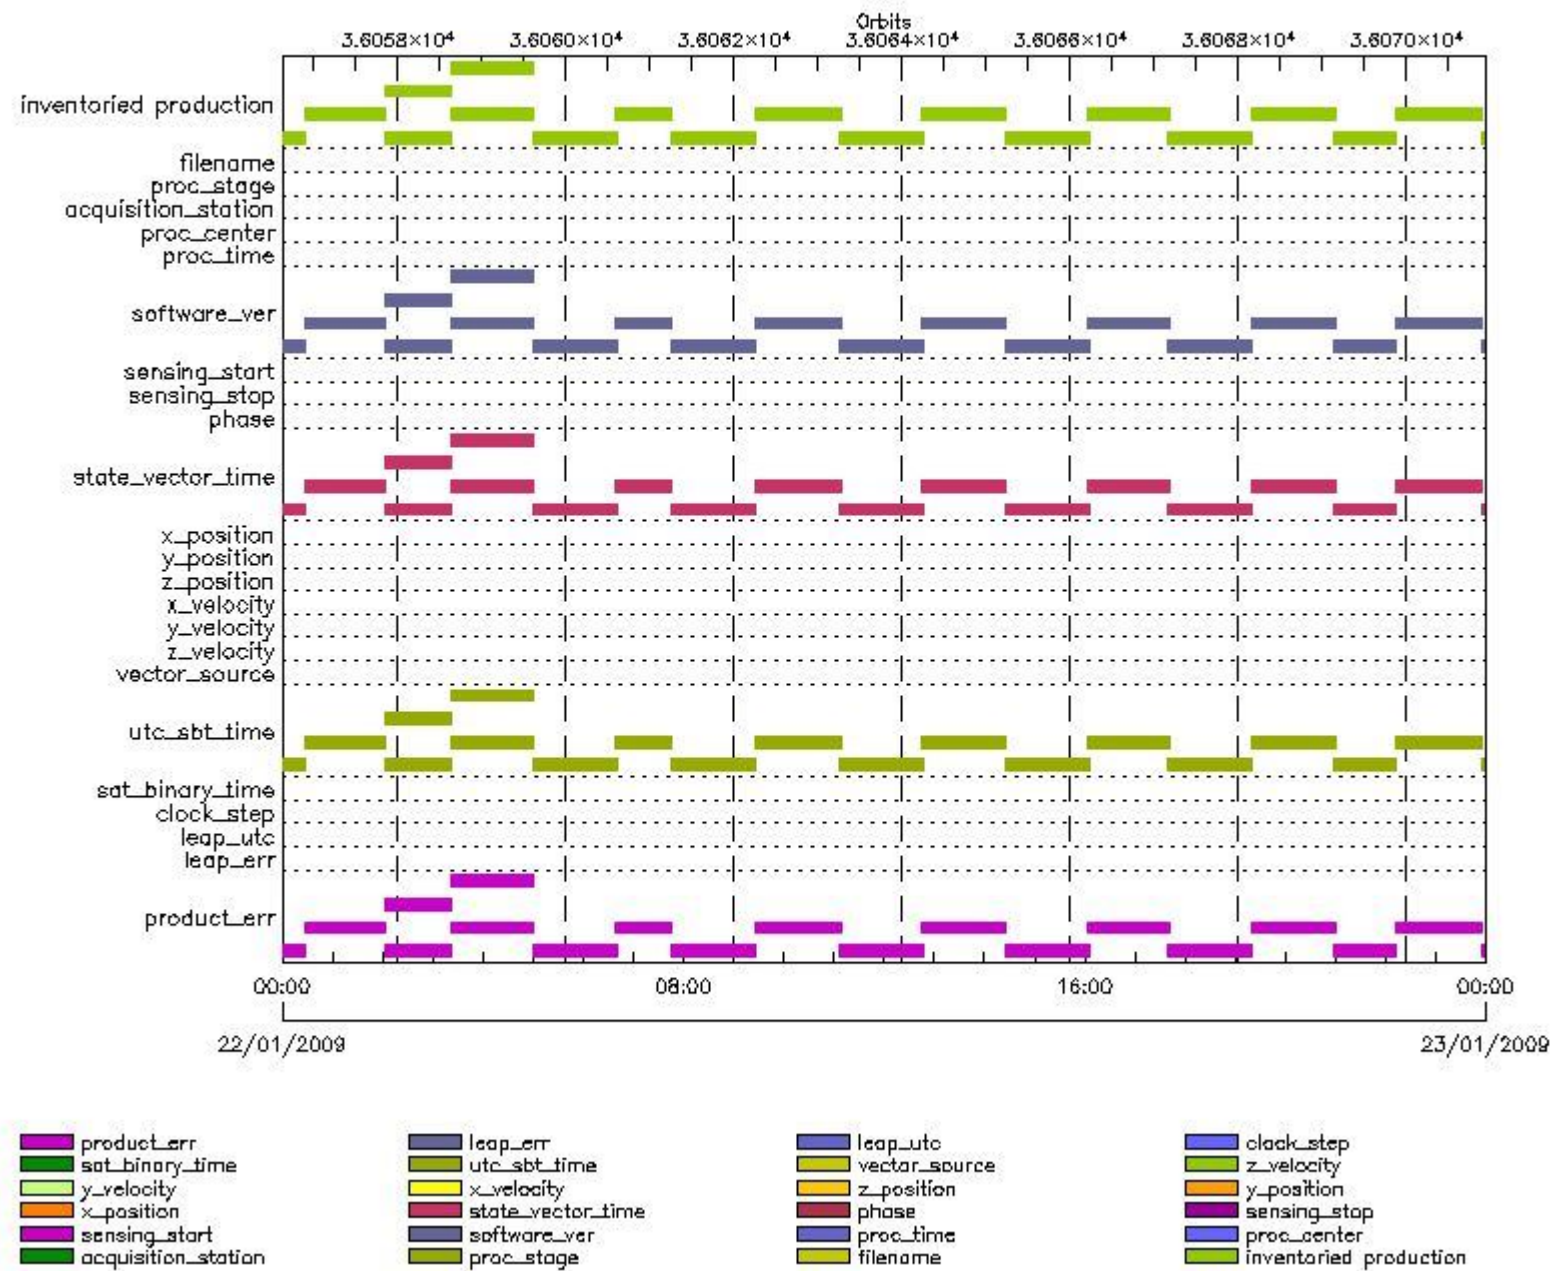 Orbits
3.6058×10⁴ 3.6060×10⁴ 3.6062×10⁴ 3.6064×10⁴ 3.6066×10⁴ 3.6068×10⁴ 3.6070×10⁴
inventoried production
filename
proc_stage
acquisition_station
proc_center
proc_time
software_ver
sensing_start
sensing_stop
phase
state_vector_time
x_position
y_position
z_position
x_velocity
y_velocity
z_velocity
vector_source
utc_sbt_time
sat_binary_time
clock_step
leap_utc
leap_err
product_err
00:00 08:00 16:00 00:00
22/01/2009 23/01/2009
product_err leap_err leap_utc clock_step
sat_binary_time utc_sbt_time vector_source z_velocity
y_velocity x_velocity z_position y_position
x_position state_vector_time phase sensing_stop
sensing_start software_ver proc_time proc_center
acquisition_station proc_stage filename inventoried production